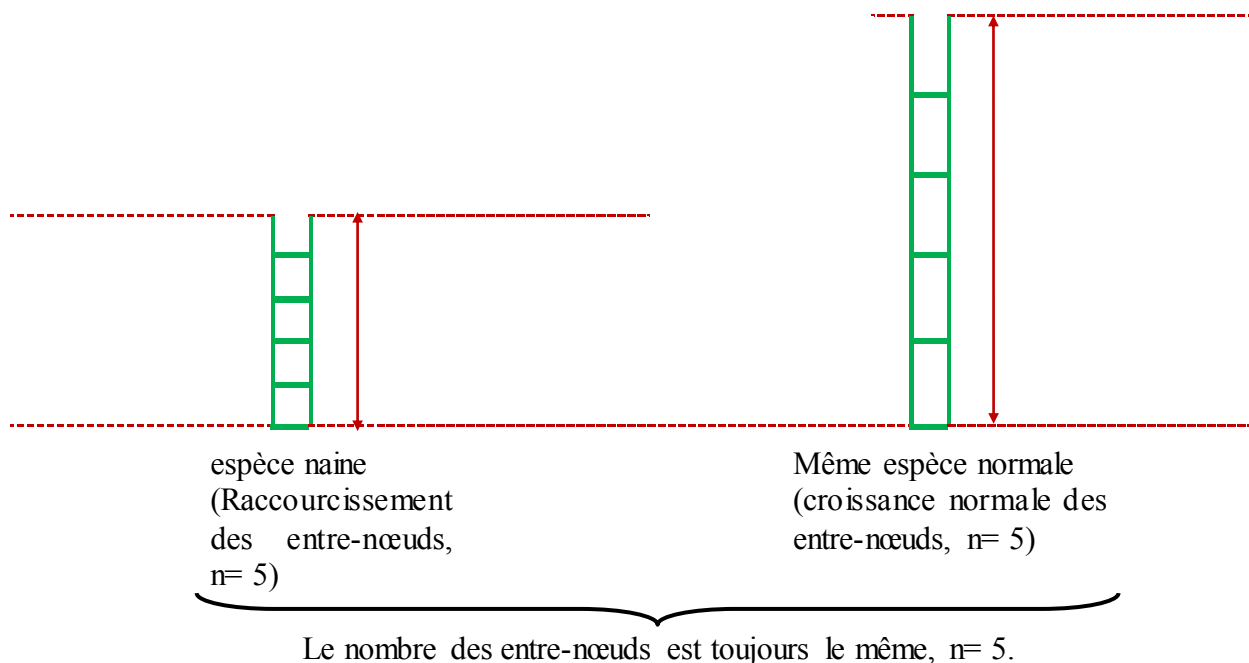 espèce naine
(Raccourcissement
des entre-nœuds,
n= 5)
Même espèce normale
(croissance normale des
entre-nœuds, n= 5)
Le nombre des entre-nœuds est toujours le même, n= 5.